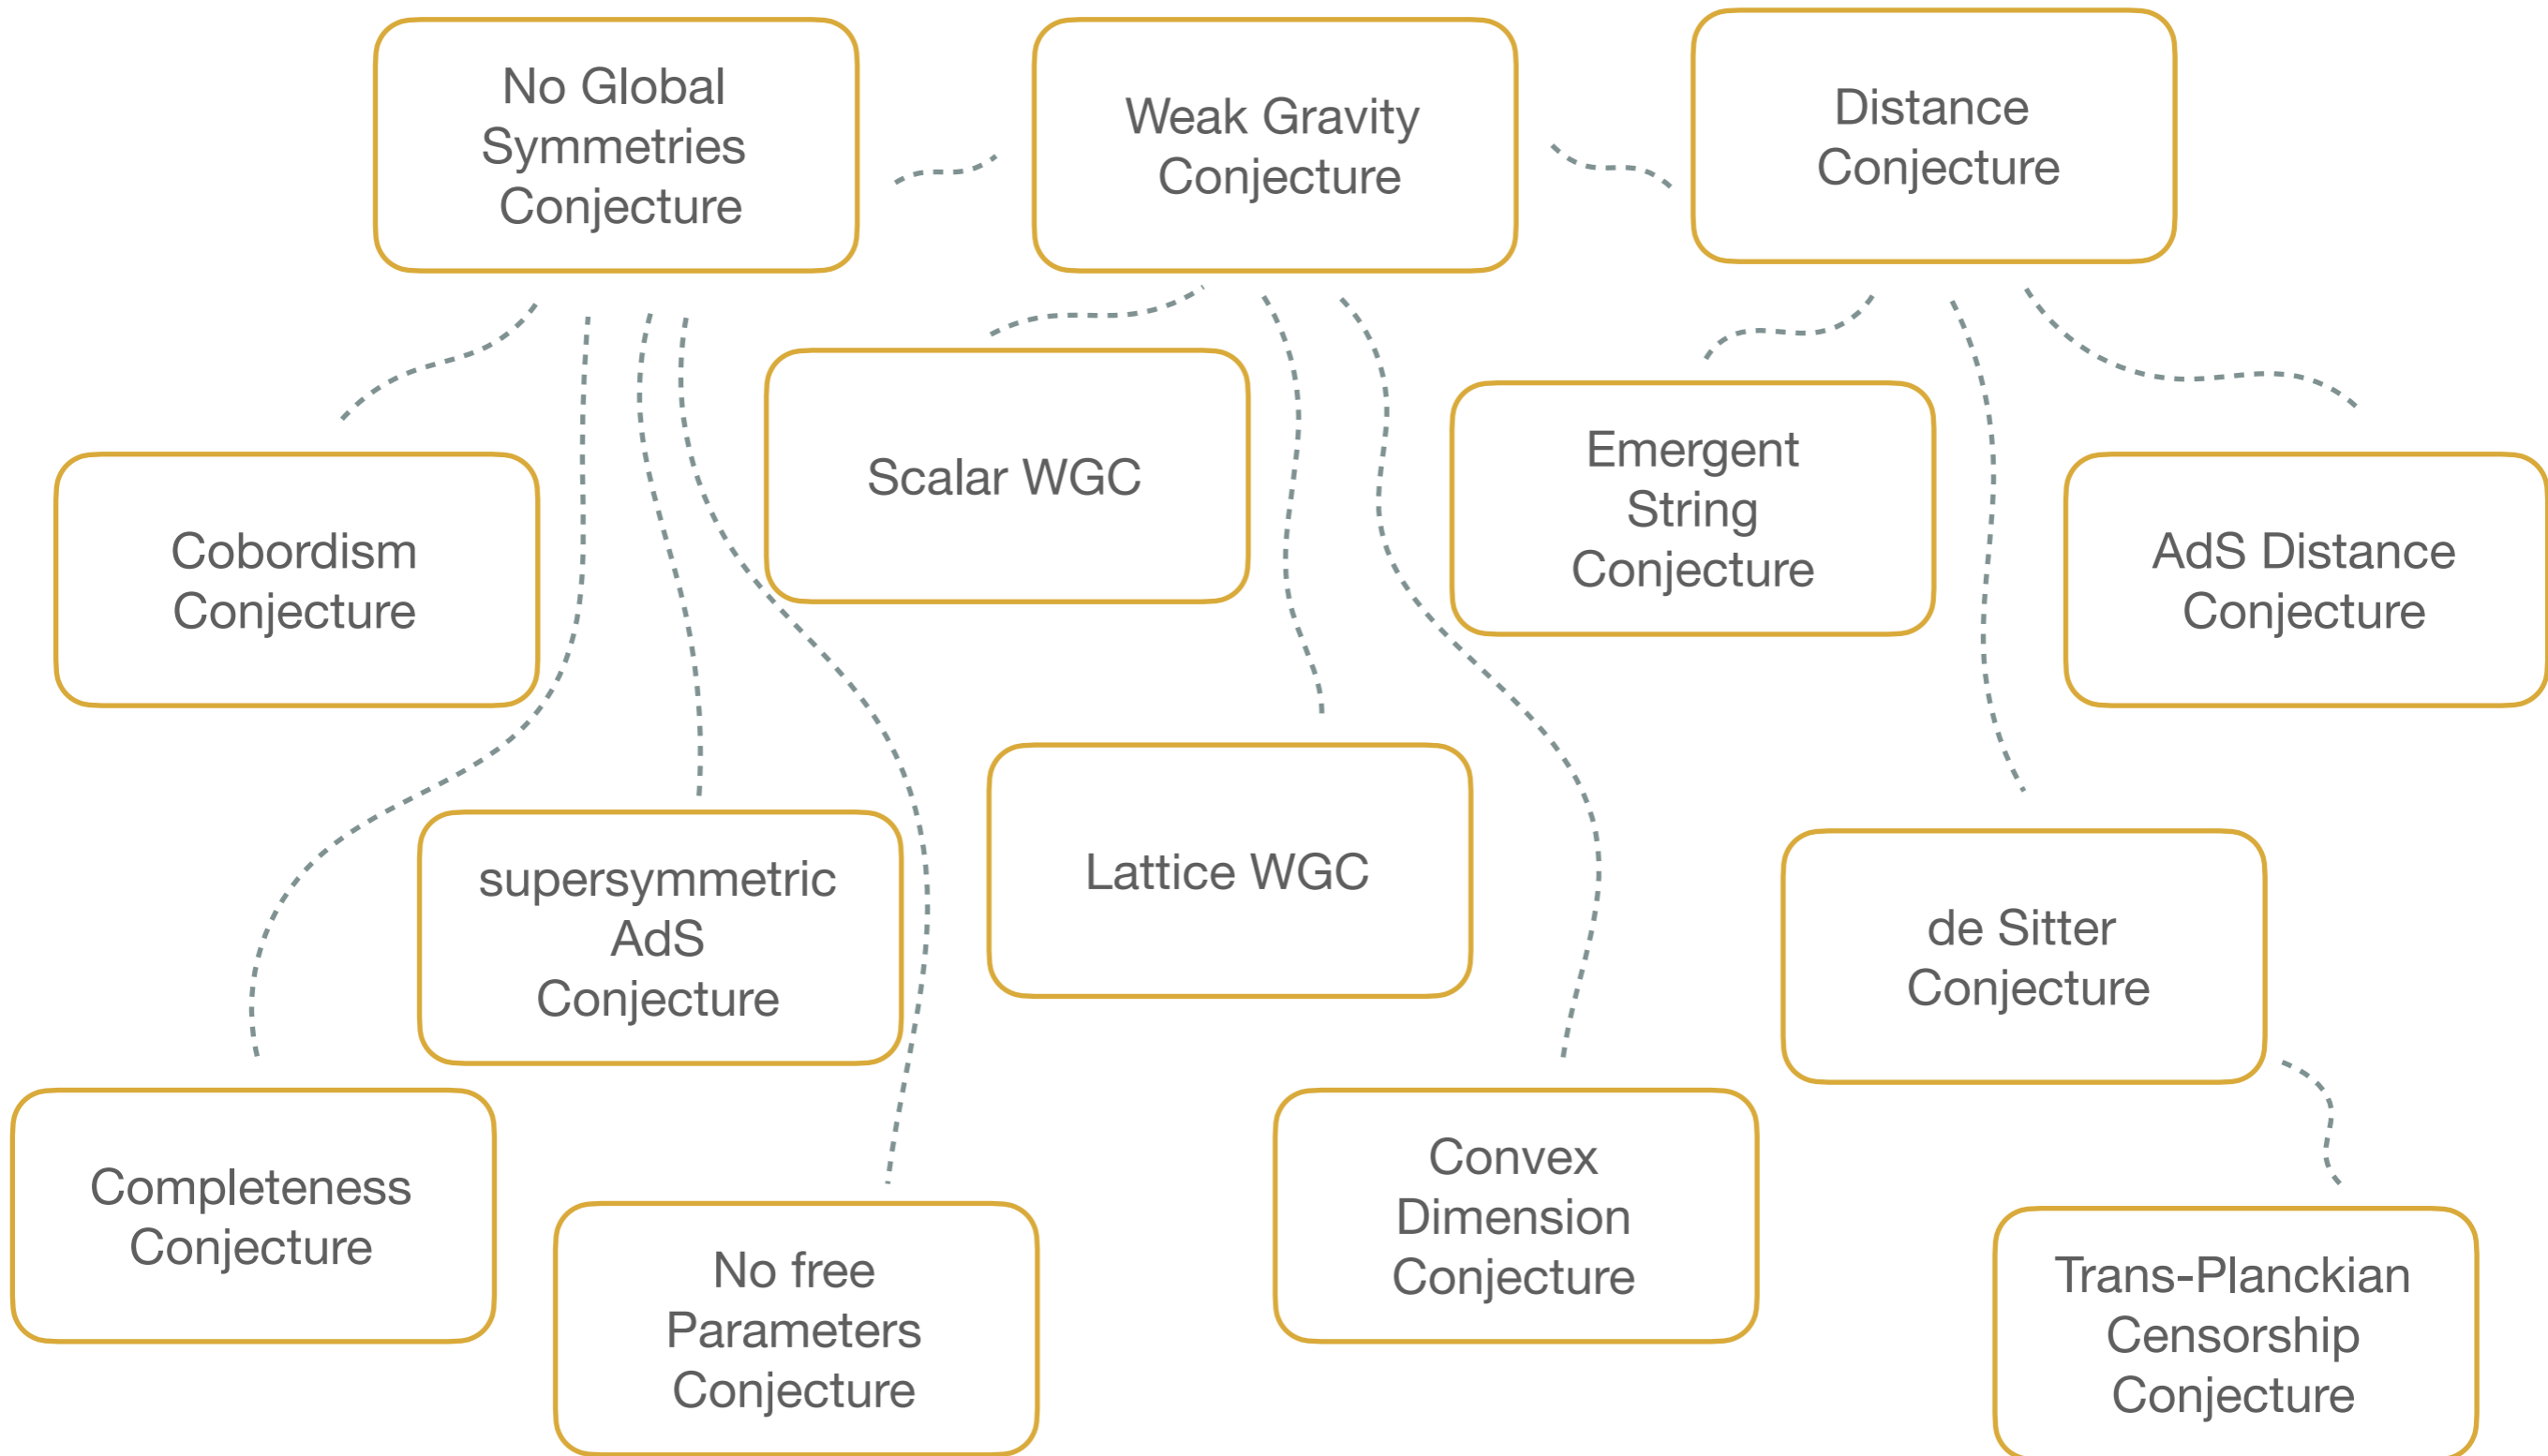 No Global
Symmetries
Conjecture
Weak Gravity
Conjecture
Distance
Conjecture
Scalar WGC
Emergent
String
Conjecture
Cobordism
Conjecture
AdS Distance
Conjecture
supersymmetric
AdS
Conjecture
Lattice WGC
de Sitter
Conjecture
Completeness
Conjecture
No free
Parameters
Conjecture
Convex
Dimension
Conjecture
Trans-Planckian
Censorship
Conjecture